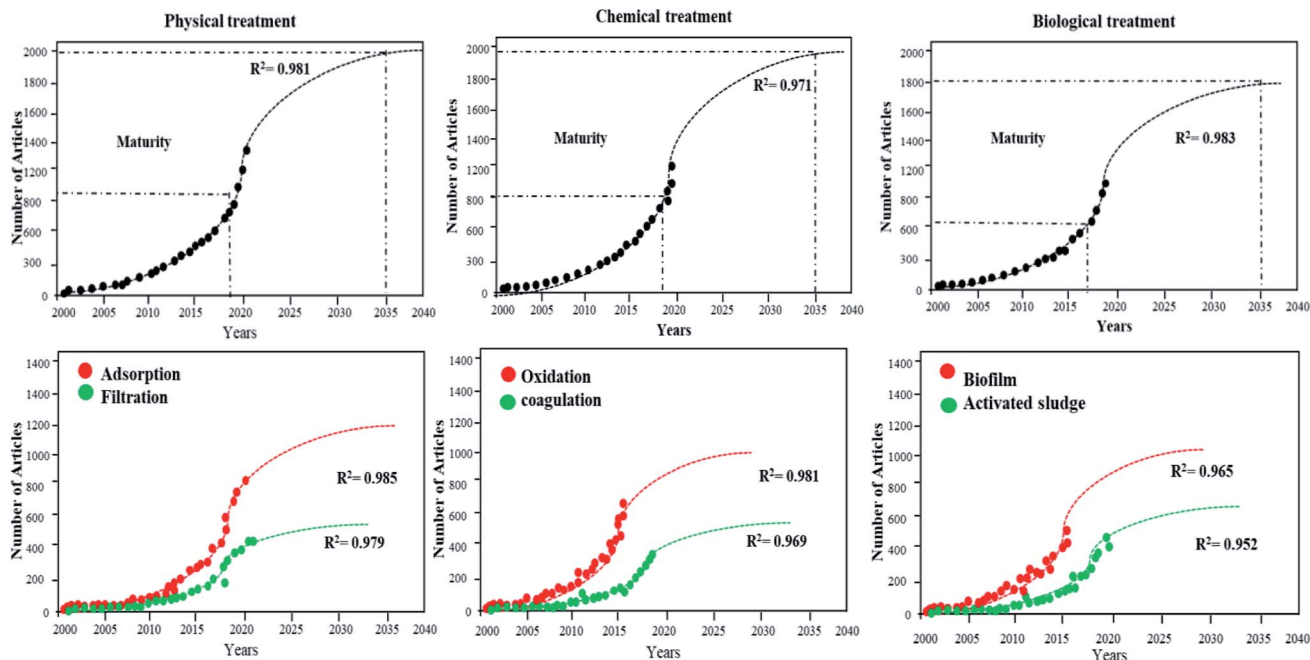 Physical treatment
Number of Articles
2000
1800
1600
1400
1200
800
600
300
0
R²= 0.981
Maturity
2000 2005 2010 2015 2020 2025 2030 2035 2040
Years
Chemical treatment
Number of Articles
2000
1800
1600
1400
1200
800
600
300
0
R²= 0.971
Maturity
2000 2005 2010 2015 2020 2025 2030 2035 2040
Years
Biological treatment
Number of Articles
2000
1800
1600
1400
1200
800
600
300
0
Maturity
R²= 0.983
2000 2005 2010 2015 2020 2025 2030 2035 2040
Years
Number of Articles
1400
1400
1200
1000
800
600
400
200
0
Adsorption
Filtration
R²= 0.985
R²= 0.979
2000 2005 2010 2015 2020 2025 2030 2035 2040
Years
Number of Articles
1400
1400
1200
1000
800
600
400
200
0
Oxidation
coagulation
R²= 0.981
R²= 0.969
2000 2005 2010 2015 2020 2025 2030 2035 2040
Years
Number of Articles
1400
1400
1200
1000
800
600
400
200
0
Biofilm
Activated sludge
R²= 0.965
R²= 0.952
2000 2005 2010 2015 2020 2025 2030 2035 2040
Years